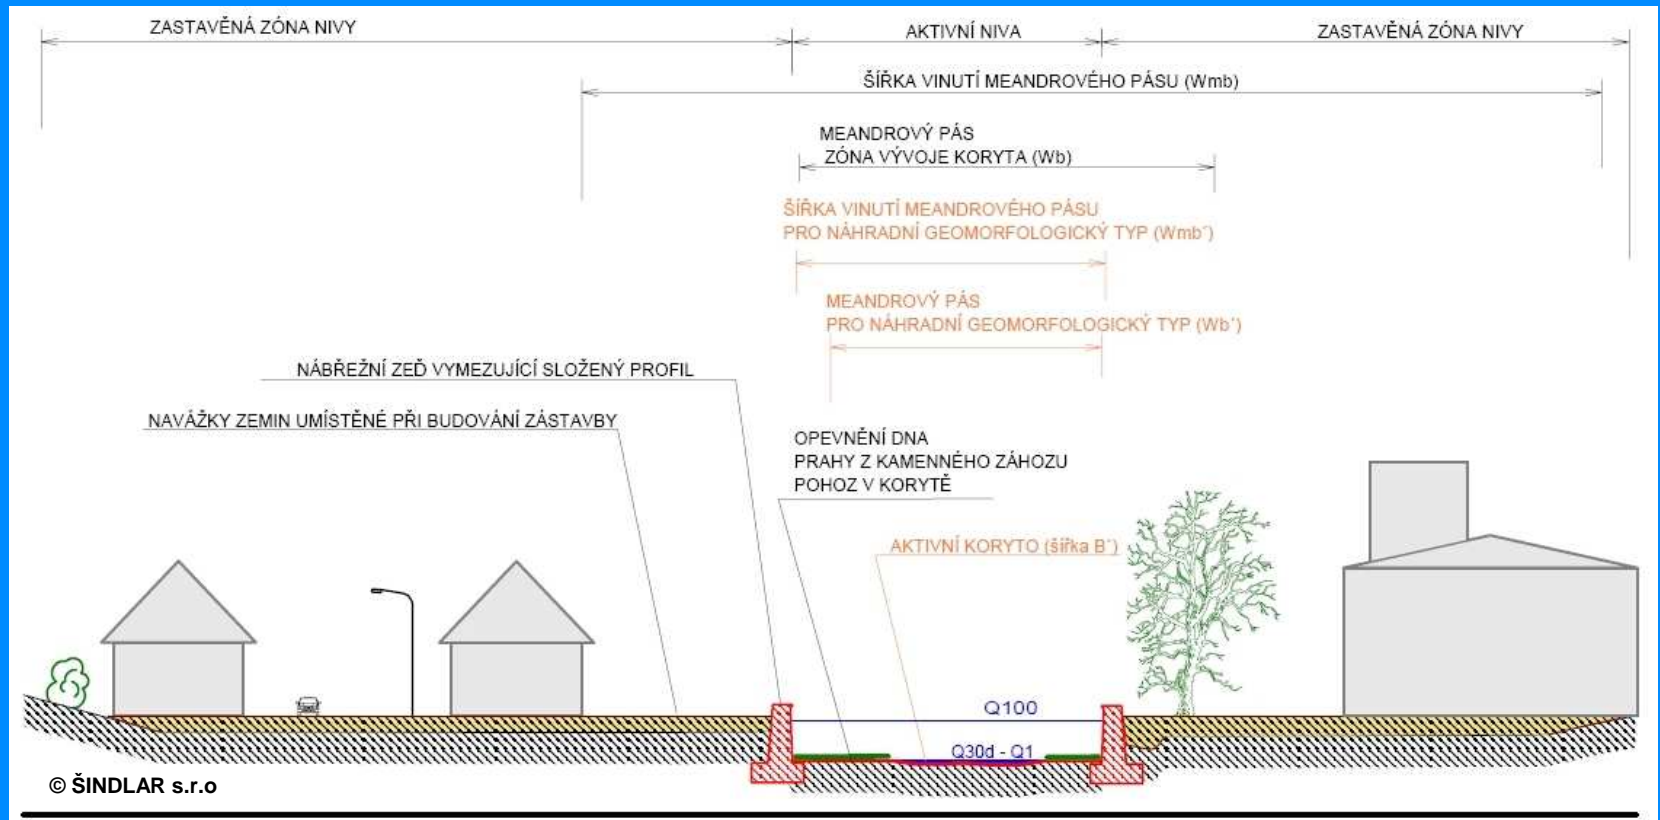 ZASTAVĚNÁ ZÓNA NIVY
AKTIVNÍ NIVA
ZASTAVĚNÁ ZÓNA NIVY
ŠÍŘKA VINUTÍ MEANDROVÉHO PÁSU (Wmb)
MEANDROVÝ PÁS
ZÓNA VÝVOJE KORYTA (Wb)
ŠÍŘKA VINUTÍ MEANDROVÉHO PÁSU
PRO NÁHRADNÍ GEOMORFOLOGICKÝ TYP (Wmb´)
MEANDROVÝ PÁS
PRO NÁHRADNÍ GEOMORFOLOGICKÝ TYP (Wb´)
NÁBŘEŽNÍ ZEĎ VYMEZUJÍCÍ SLOŽENÝ PROFIL
NAVÁŽKY ZEMIN UMÍSTĚNÉ PŘI BUDOVÁNÍ ZÁSTAVBY
OPEVNĚNÍ DNA
PRAHY Z KAMENNÉHO ZÁHOZU
POHOZ V KORYTĚ
AKTIVNÍ KORYTO (šířka B´)
Q100
Q30d - Q1
© ŠINDLAR s.r.o